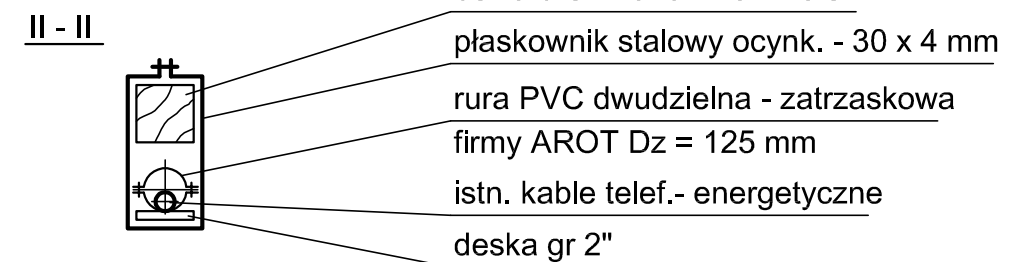 II - II
płaskownik stalowy ocynk. - 30 x 4 mm
rura PVC dwudzielna - zatrzaskowa
firmy AROT Dz = 125 mm
istn. kable telef.- energetyczne
deska gr 2"